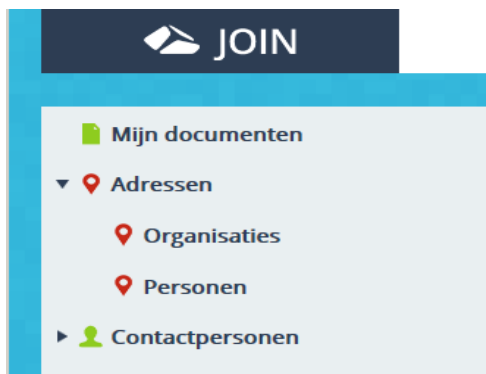 JOIN
Mijn documenten
Adressen
Organisaties
Personen
Contactpersonen